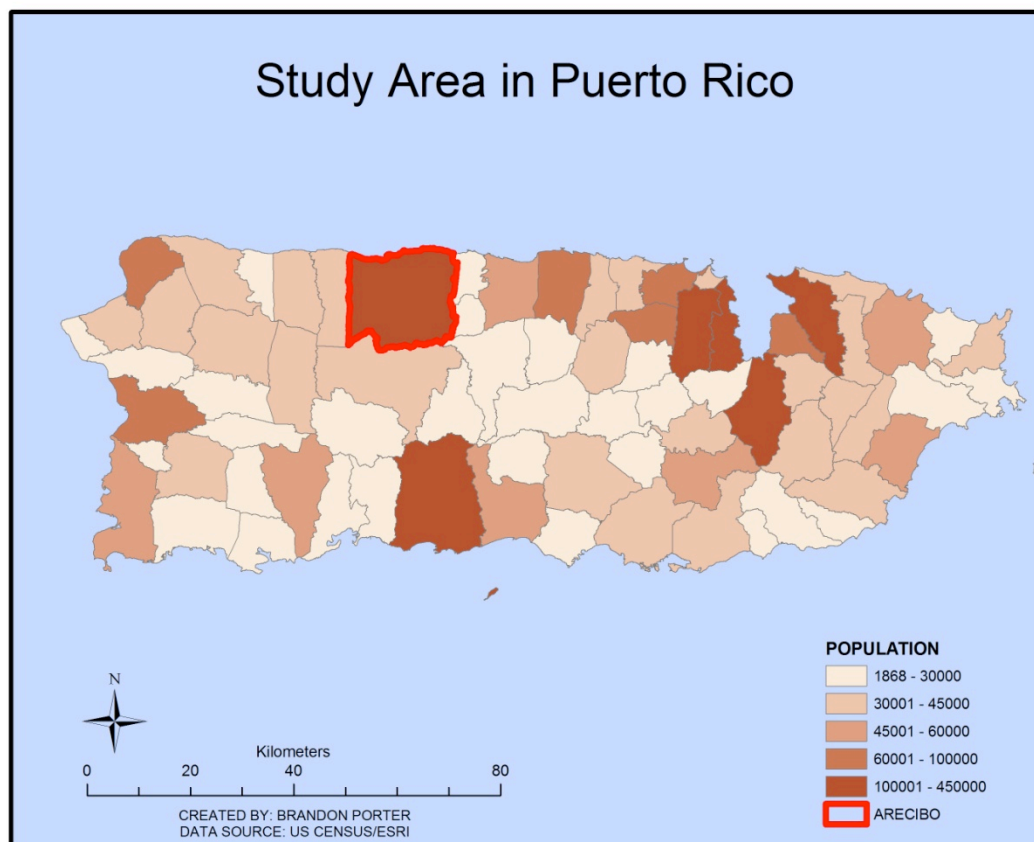 Study Area in Puerto Rico
POPULATION
1868 - 30000
30001 - 45000
45001 - 60000
60001 - 100000
100001 - 450000
ARECIBO
N
Kilometers
0 20 40 80
CREATED BY: BRANDON PORTER
DATA SOURCE: US CENSUS/ESRI